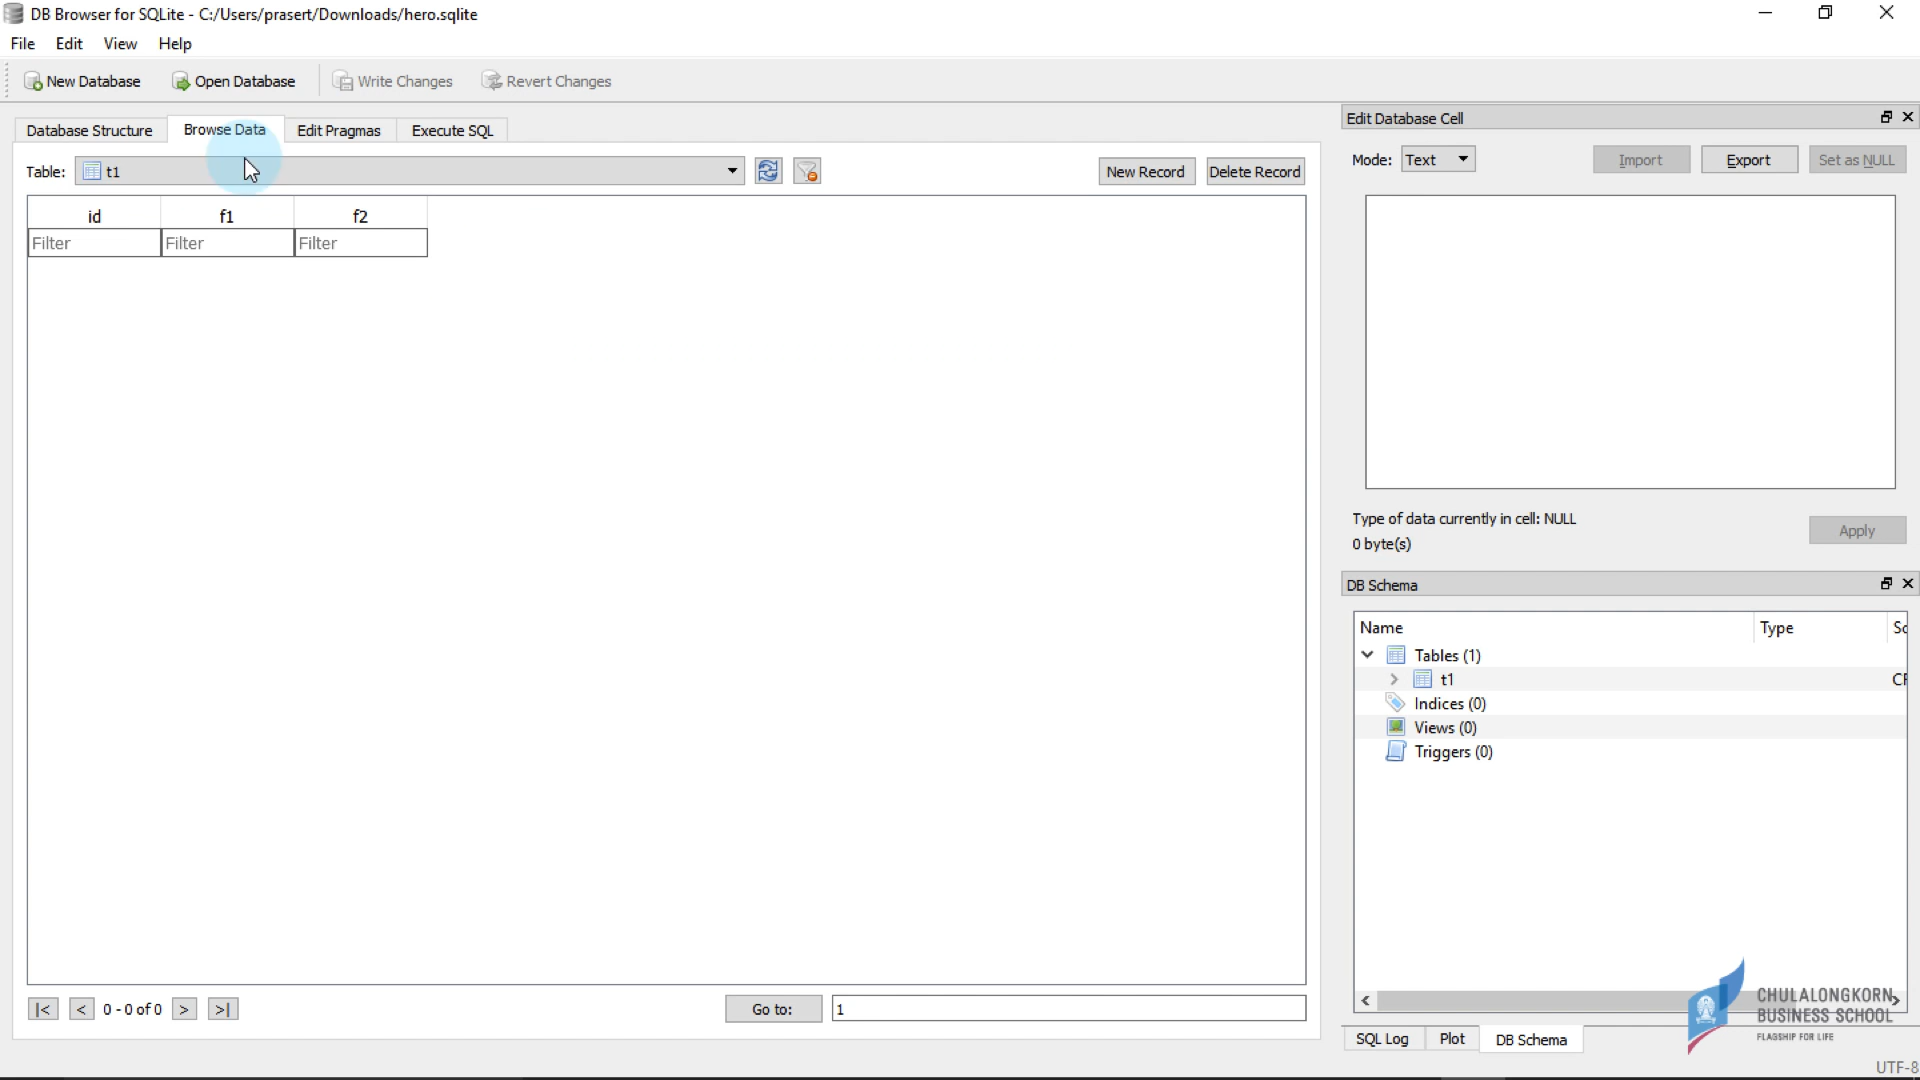 DB Browser for SQLite - C:/Users/prasert/Downloads/hero.sqlite
File Edit View Help
New Database Open Database Write Changes Revert Changes
Database Structure Browse Data Edit Pragmas Execute SQL
Table: t1 New Record Delete Record
id f1 f2
Filter Filter Filter
0 - 0 of 0 Go to: 1
Edit Database Cell
Mode: Text Import Export Set as NULL
Type of data currently in cell: NULL
0 byte(s)
Apply
DB Schema
Name Type
Tables (1)
t1
Indices (0)
Views (0)
Triggers (0)
CHULALONGKORN
BUSINESS SCHOOL
FLAGSHIP FOR LIFE
SQL Log Plot DB Schema
UTF-8